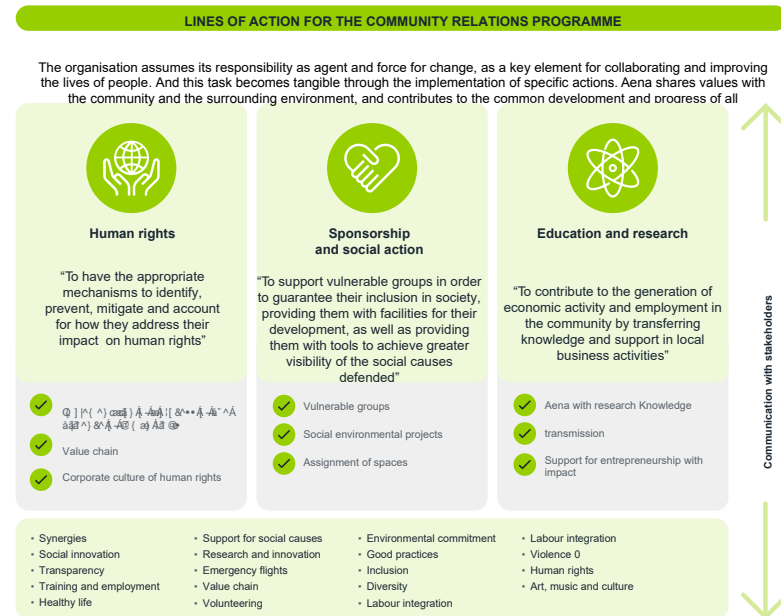 LINES OF ACTION FOR THE COMMUNITY RELATIONS PROGRAMME
The organisation assumes its responsibility as agent and force for change, as a key element for collaborating and improving
the lives of people. And this task becomes tangible through the implementation of specific actions. Aena shares values with
the community and the surrounding environment, and contributes to the common development and progress of all
Human rights
“To have the appropriate
mechanisms to identify,
prevent, mitigate and account
for how they address their
impact on human rights”
Value chain
Corporate culture of human rights
Sponsorship
and social action
“To support vulnerable groups in order
to guarantee their inclusion in society,
providing them with facilities for their
development, as well as providing
them with tools to achieve greater
visibility of the social causes
defended”
Vulnerable groups
Social environmental projects
Assignment of spaces
Education and research
“To contribute to the generation of
economic activity and employment in
the community by transferring
knowledge and support in local
business activities”
Aena with research Knowledge
transmission
Support for entrepreneurship with
impact
Communication with stakeholders
• Synergies
• Social innovation
• Transparency
• Training and employment
• Healthy life
• Support for social causes
• Research and innovation
• Emergency flights
• Value chain
• Volunteering
• Environmental commitment
• Good practices
• Inclusion
• Diversity
• Labour integration
• Labour integration
• Violence 0
• Human rights
• Art, music and culture